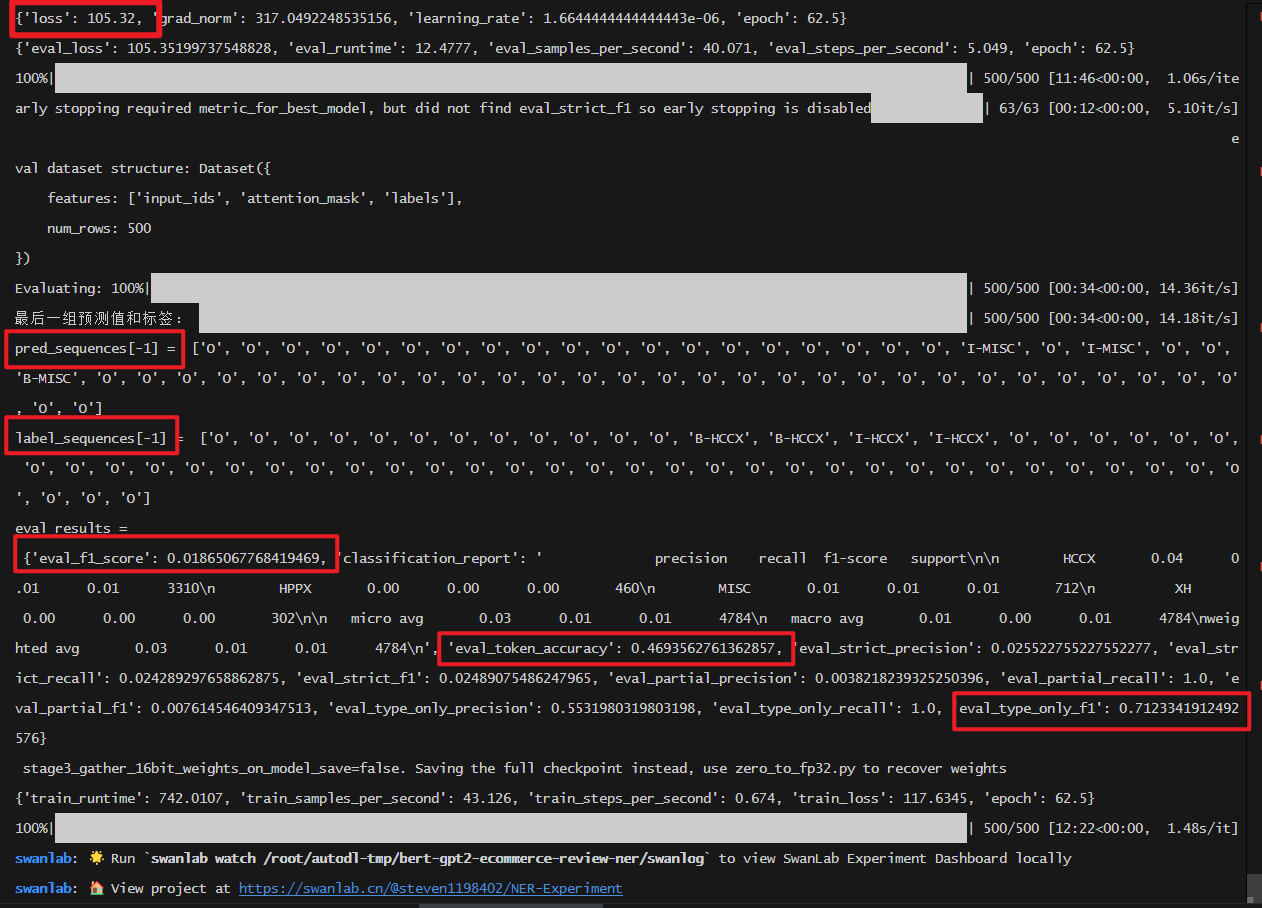 {'loss': 105.32, 'grad_norm': 317.0492248535156, 'learning_rate': 1.6644444444444443e-06, 'epoch': 62.5}
{'eval_loss': 105.35199737548828, 'eval_runtime': 12.4777, 'eval_samples_per_second': 40.071, 'eval_steps_per_second': 5.049, 'epoch': 62.5}
100%| | 500/500 [11:46<00:00,  1.06s/ite
arly stopping required metric_for_best_model, but did not find eval_strict_f1 so early stopping is disabled | 63/63 [00:12<00:00,  5.10it/s]
e
val dataset structure: Dataset({
    features: ['input_ids', 'attention_mask', 'labels'],
    num_rows: 500
})
Evaluating: 100%| | 500/500 [00:34<00:00, 14.36it/s]
最后一组预测值和标签: | 500/500 [00:34<00:00, 14.18it/s]
pred_sequences[-1] =  ['O', 'O', 'O', 'O', 'O', 'O', 'O', 'O', 'O', 'O', 'O', 'O', 'O', 'O', 'O', 'O', 'O', 'O', 'O', 'I-MISC', 'O', 'I-MISC', 'O', 'O',
'B-MISC', 'O', 'O', 'O', 'O', 'O', 'O', 'O', 'O', 'O', 'O', 'O', 'O', 'O', 'O', 'O', 'O', 'O', 'O', 'O', 'O', 'O', 'O', 'O', 'O', 'O', 'O', 'O', 'O'
, 'O', 'O']
label_sequences[-1] =  ['O', 'O', 'O', 'O', 'O', 'O', 'O', 'O', 'O', 'O', 'O', 'O', 'B-HCCX', 'B-HCCX', 'I-HCCX', 'I-HCCX', 'O', 'O', 'O', 'O', 'O', 'O',
 'O', 'O', 'O', 'O', 'O', 'O', 'O', 'O', 'O', 'O', 'O', 'O', 'O', 'O', 'O', 'O', 'O', 'O', 'O', 'O', 'O', 'O', 'O', 'O', 'O', 'O', 'O', 'O', 'O', 'O
', 'O', 'O', 'O']
eval results =
 {'eval_f1_score': 0.01865067768419469, 'classification_report': '              precision    recall  f1-score   support\n\n        HCCX       0.04      0
.01      0.01      3310\n        HPPX       0.00      0.00      0.00       460\n        MISC       0.01      0.01      0.01       712\n          XH
 0.00      0.00      0.00       302\n\n   micro avg       0.03      0.01      0.01      4784\n   macro avg       0.01      0.00      0.01      4784\nweig
hted avg       0.03      0.01      0.01      4784\n', 'eval_token_accuracy': 0.4693562761362857, 'eval_strict_precision': 0.025522755227552277, 'eval_str
ict_recall': 0.024289297658862875, 'eval_strict_f1': 0.02489075486247965, 'eval_partial_precision': 0.0038218239325250396, 'eval_partial_recall': 1.0, 'e
val_partial_f1': 0.007614546409347513, 'eval_type_only_precision': 0.5531980319803198, 'eval_type_only_recall': 1.0, 'eval_type_only_f1': 0.7123341912492
576}
 stage3_gather_16bit_weights_on_model_save=false. Saving the full checkpoint instead, use zero_to_fp32.py to recover weights
{'train_runtime': 742.0107, 'train_samples_per_second': 43.126, 'train_steps_per_second': 0.674, 'train_loss': 117.6345, 'epoch': 62.5}
100%| | 500/500 [12:22<00:00,  1.48s/it]
swanlab: 🌟 Run `swanlab watch /root/autodl-tmp/bert-gpt2-ecommerce-review-ner/swanlog` to view SwanLab Experiment Dashboard locally
swanlab: 🏠 View project at https://swanlab.cn/@steven1198402/NER-Experiment